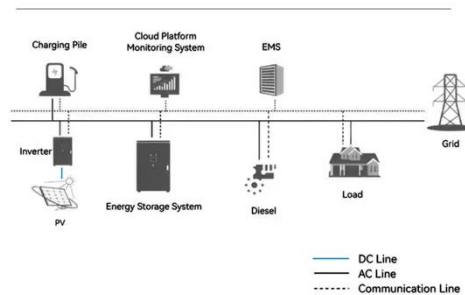 Charging Pile
Cloud Platform
Monitoring System
EMS
Grid
Inverter
PV
Energy Storage System
Diesel
Load
DC Line
AC Line
Communication Line